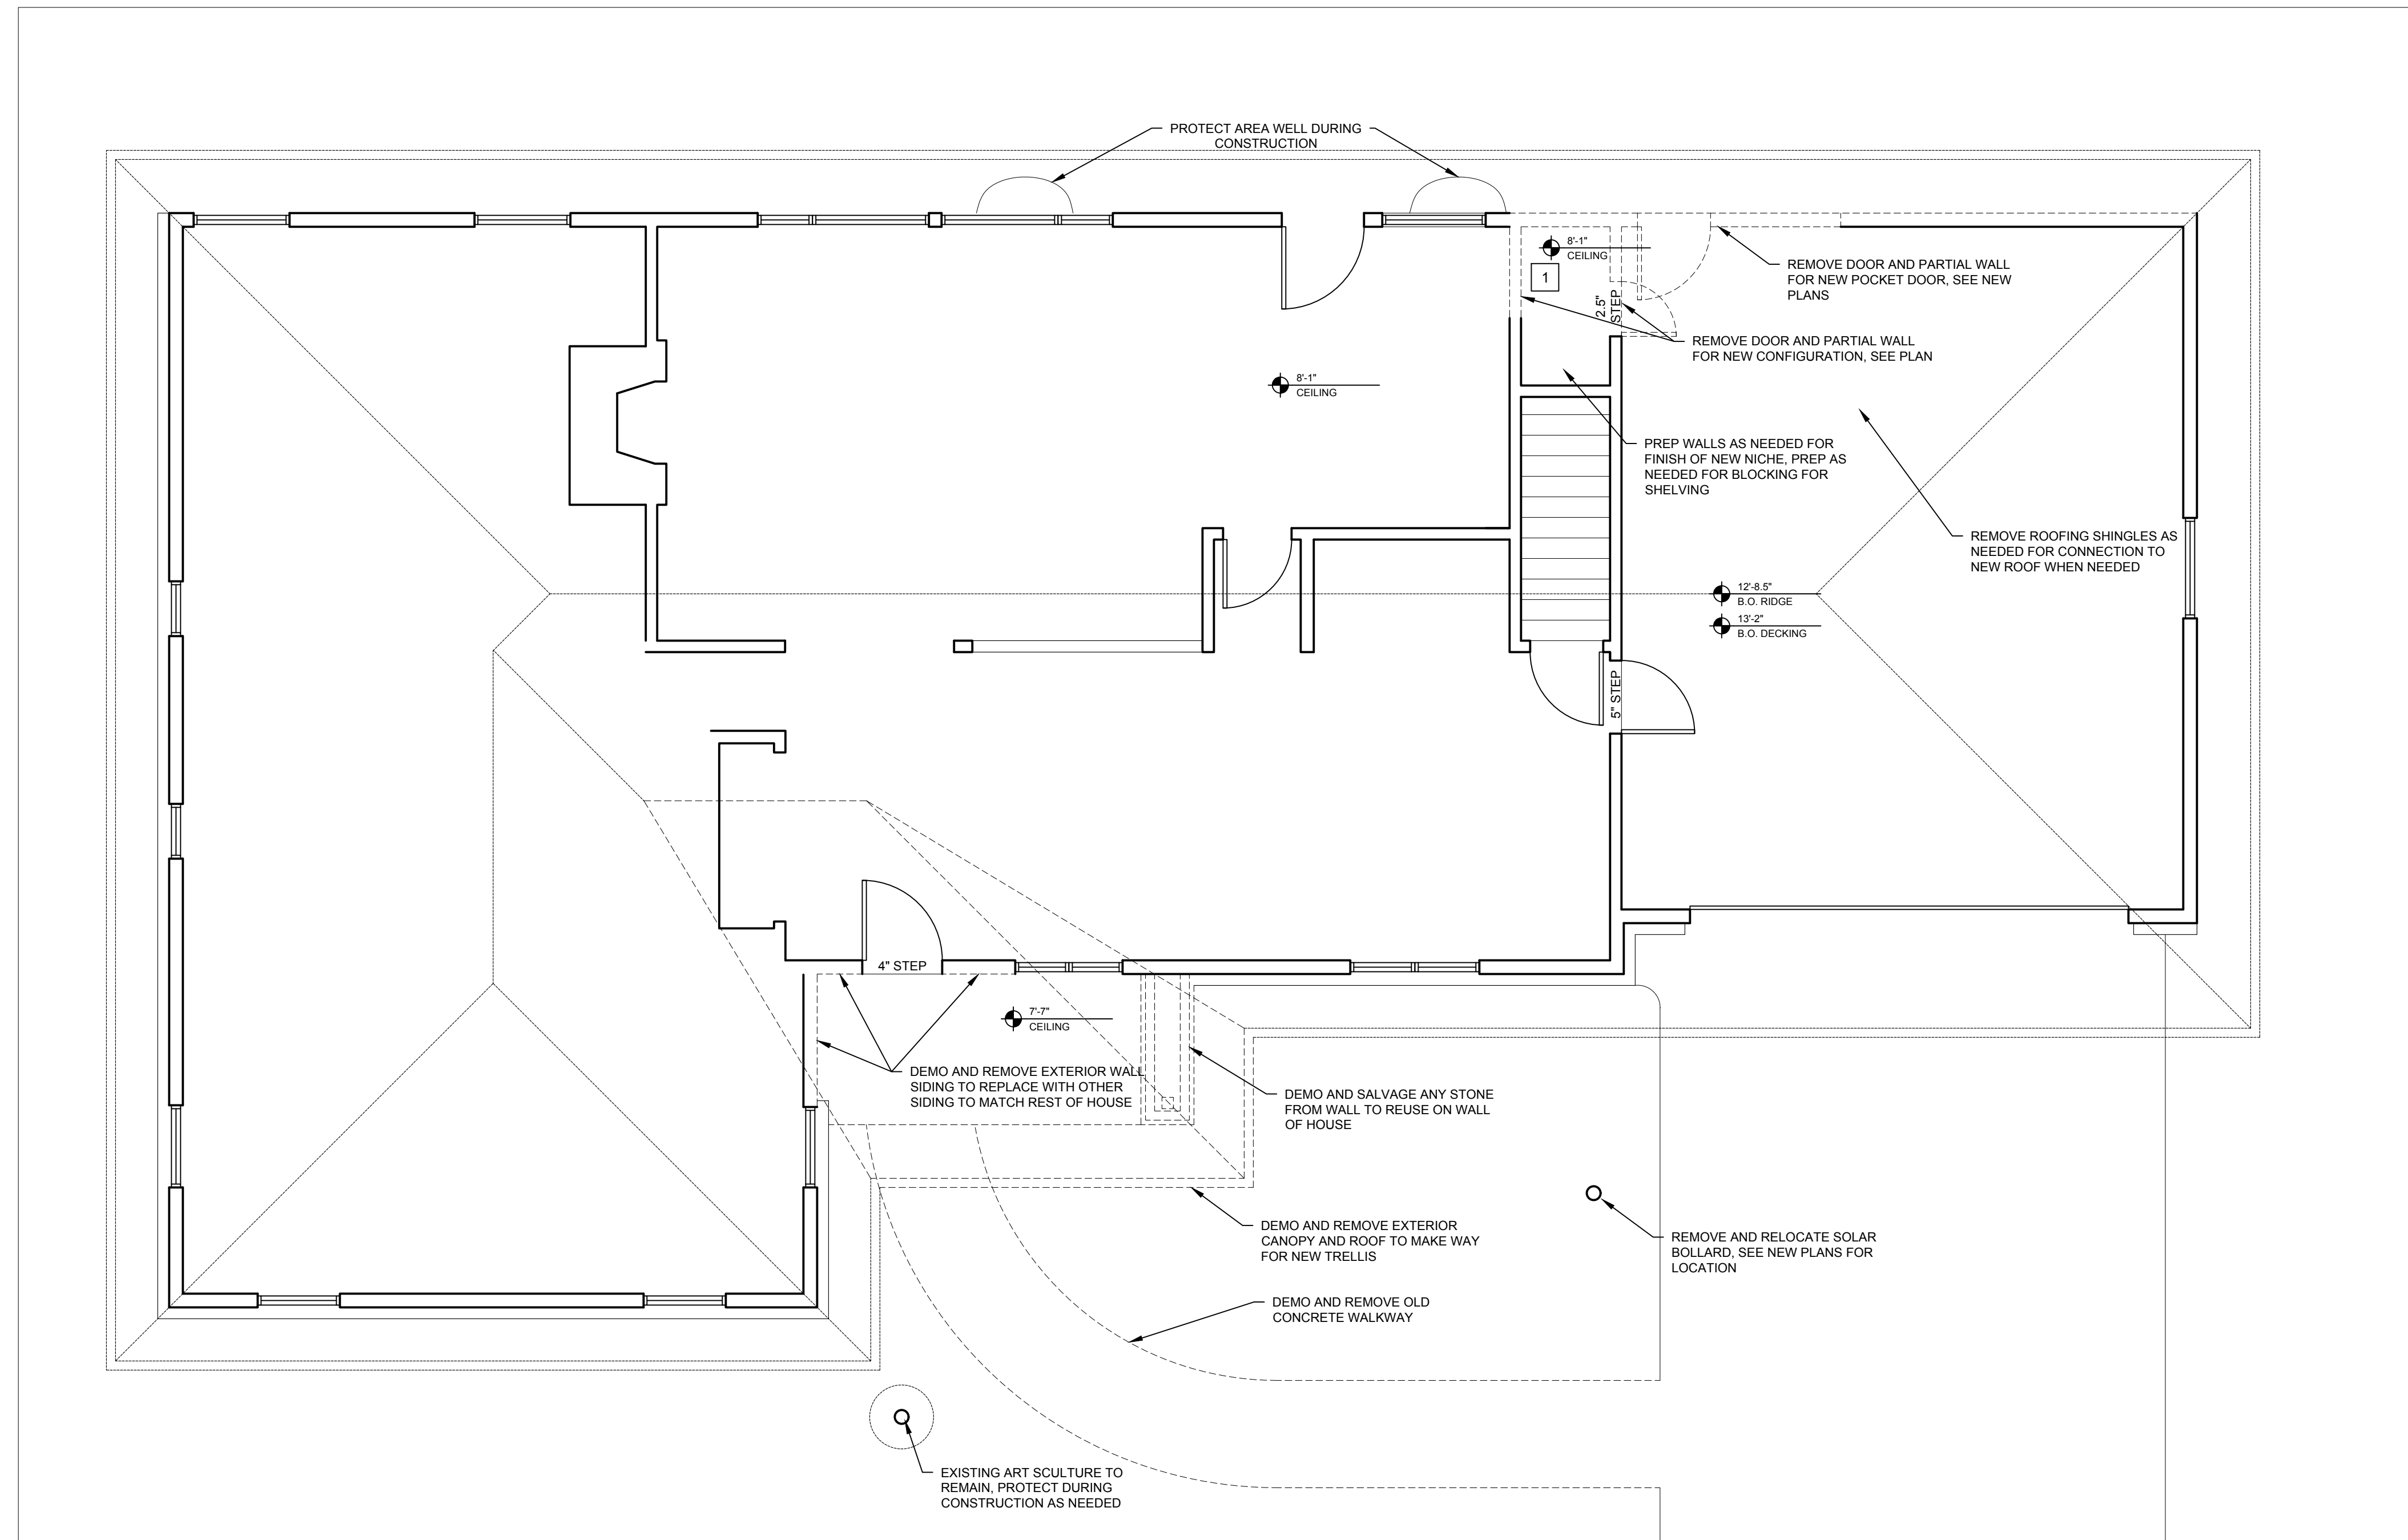 PROTECT AREA WELL DURING
CONSTRUCTION
8'-1"
CEILING
1
2.5"
STEP
REMOVE DOOR AND PARTIAL WALL
FOR NEW POCKET DOOR, SEE NEW
PLANS
REMOVE DOOR AND PARTIAL WALL
FOR NEW CONFIGURATION, SEE PLAN
8'-1"
CEILING
PREP WALLS AS NEEDED FOR
FINISH OF NEW NICHE, PREP AS
NEEDED FOR BLOCKING FOR
SHELVING
REMOVE ROOFING SHINGLES AS
NEEDED FOR CONNECTION TO
NEW ROOF WHEN NEEDED
12'-8.5"
B.O. RIDGE
13'-2"
B.O. DECKING
5" STEP
4" STEP
7'-7"
CEILING
DEMO AND REMOVE EXTERIOR WALL
SIDING TO REPLACE WITH OTHER
SIDING TO MATCH REST OF HOUSE
DEMO AND SALVAGE ANY STONE
FROM WALL TO REUSE ON WALL
OF HOUSE
DEMO AND REMOVE EXTERIOR
CANOPY AND ROOF TO MAKE WAY
FOR NEW TRELLIS
REMOVE AND RELOCATE SOLAR
BOLLARD, SEE NEW PLANS FOR
LOCATION
DEMO AND REMOVE OLD
CONCRETE WALKWAY
EXISTING ART SCULTURE TO
REMAIN, PROTECT DURING
CONSTRUCTION AS NEEDED